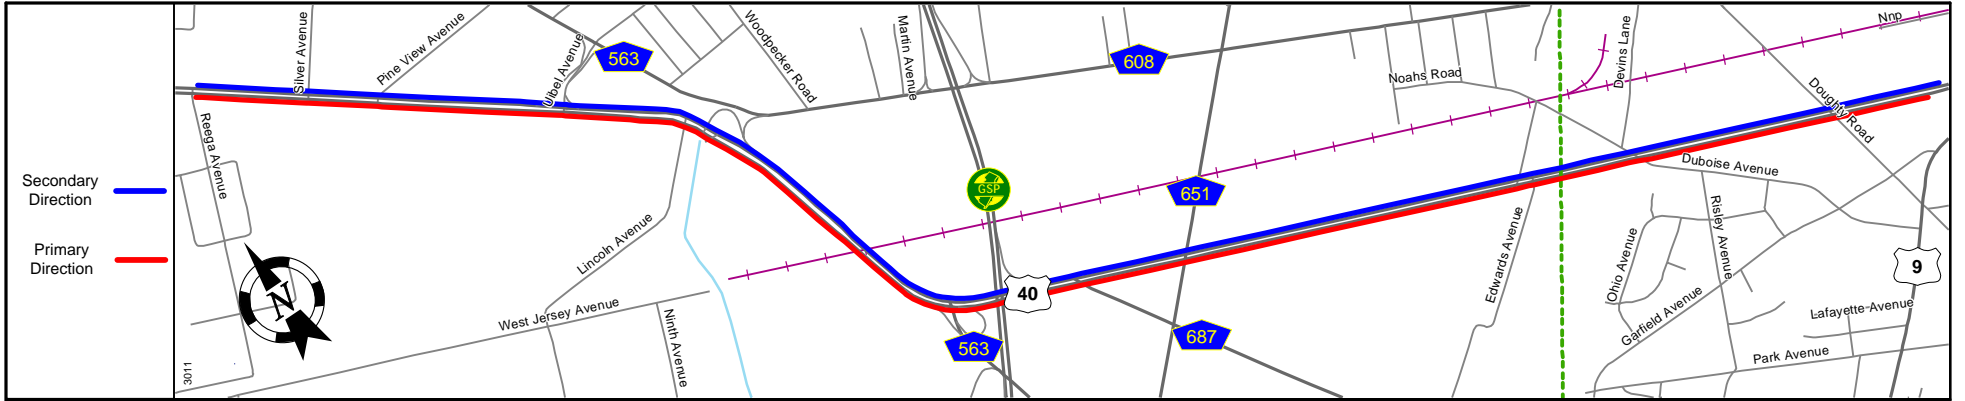 Secondary
Direction
Primary
Direction
Silver Avenue
Pine View Avenue
Uibel Avenue
563
Woodpecker Road
Martin Avenue
608
Noahs Road
Devins Lane
Nnp
Doughty Road
Reega Avenue
GSP
651
Duboise Avenue
Lincoln Avenue
Edwards Avenue
Ohio Avenue
Risley Avenue
9
N
40
West Jersey Avenue
Ninth Avenue
563
687
Garfield Avenue
Lafayette-Avenue
Park Avenue
3011